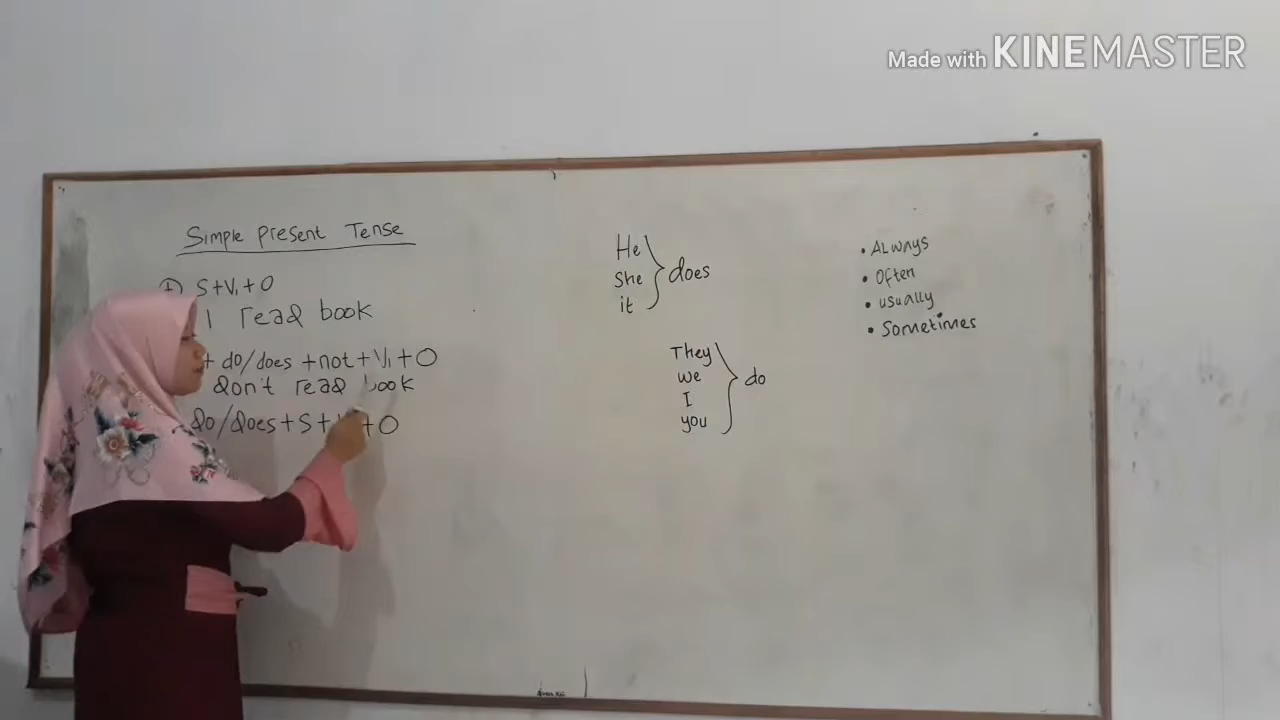 Made with KINEMASTER
Simple present Tense
(+) S+V1+O
I read book
+ do/does +not+V1+O
don't read book
do/does+S+ +O
He
She
it
does
They
we
I
you
do
• ALways
• Often
• usually
• Sometimes